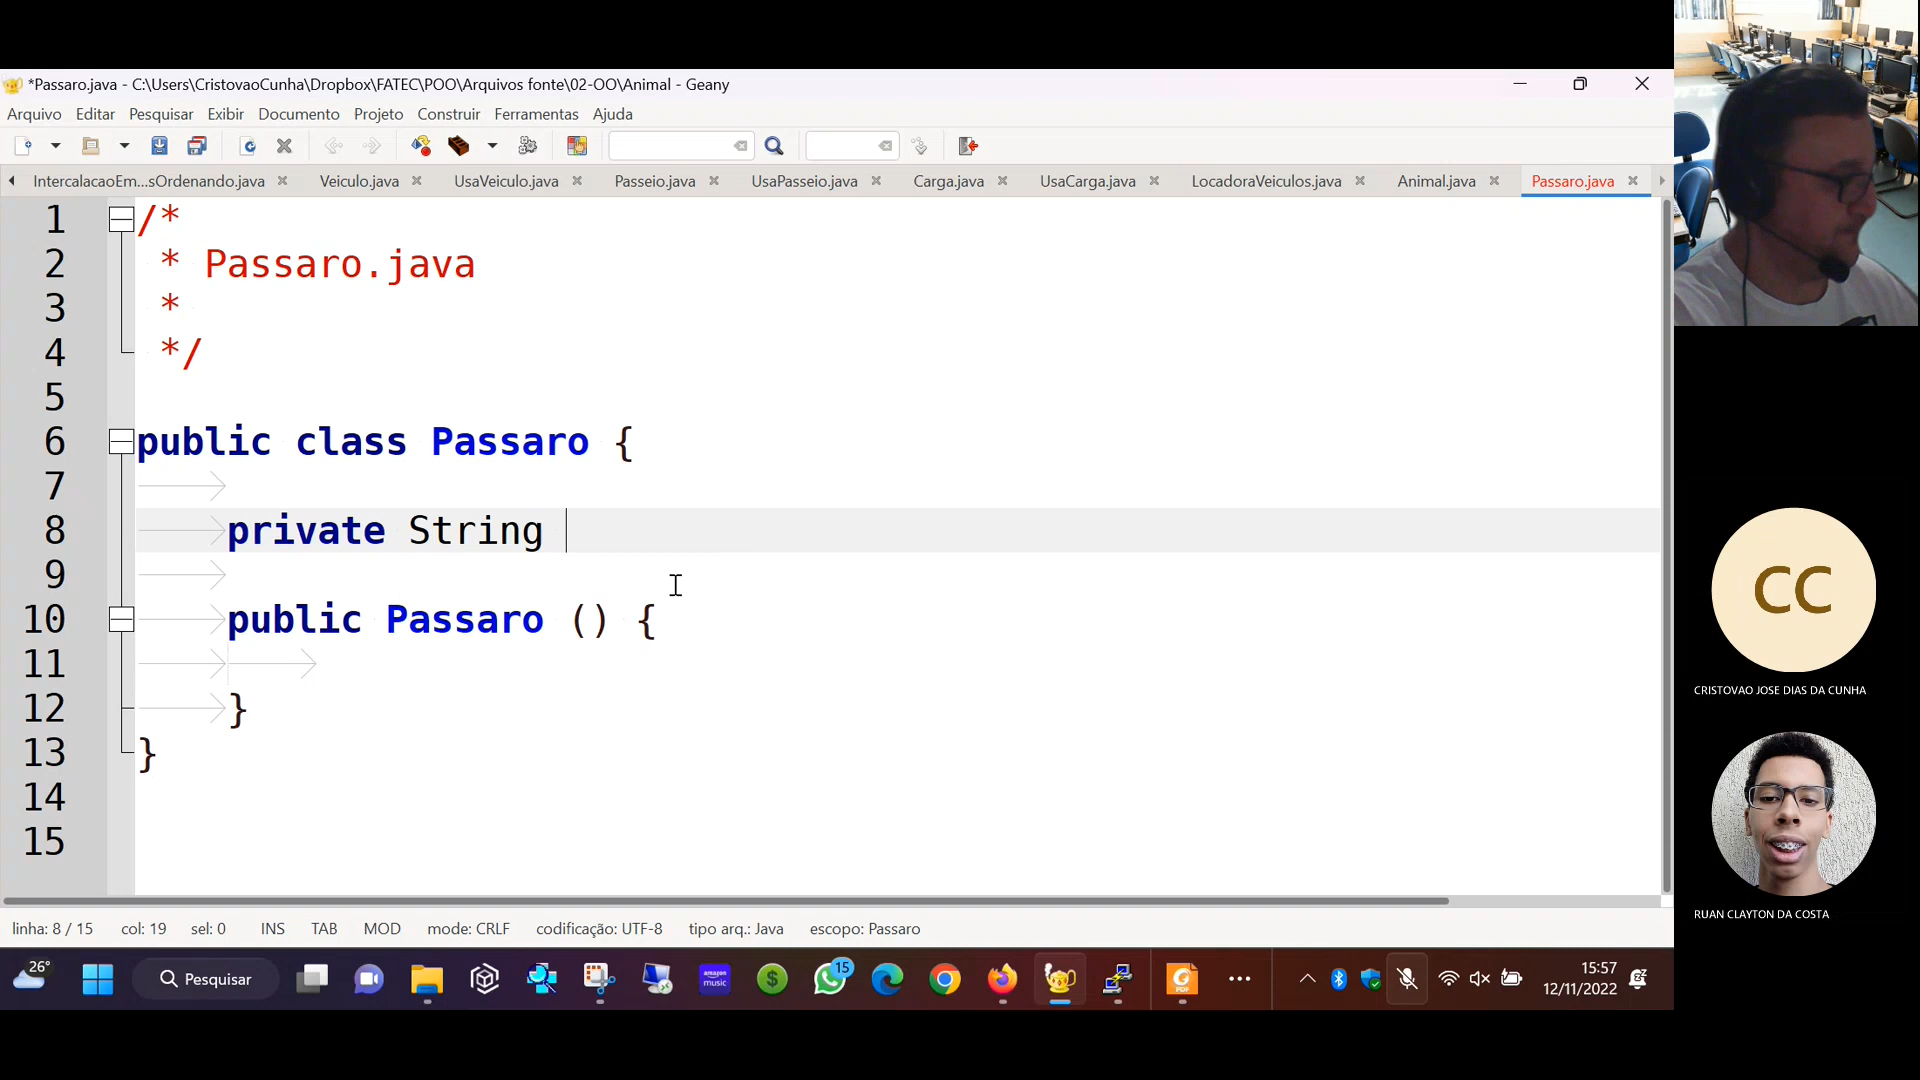 *Passaro.java - C:\Users\CristovaoCunha\Dropbox\FATEC\POO\Arquivos fonte\02-OO\Animal - Geany
Arquivo Editar Pesquisar Exibir Documento Projeto Construir Ferramentas Ajuda
IntercalacaoEm...sOrdenando.java Veiculo.java UsaVeiculo.java Passeio.java UsaPasseio.java Carga.java UsaCarga.java LocadoraVeiculos.java Animal.java Passaro.java
1 /*
2 * Passaro.java
3 *
4 */
5
6 public class Passaro {
7
8 private String
9
10 public Passaro () {
11
12 }
13 }
14
15
linha: 8 / 15 col: 19 sel: 0 INS TAB MOD mode: CRLF codificação: UTF-8 tipo arq.: Java escopo: Passaro
26° Pesquisar amazon music 15 PDF 15:57
12/11/2022
CC
CRISTOVAO JOSE DIAS DA CUNHA
RUAN CLAYTON DA COSTA